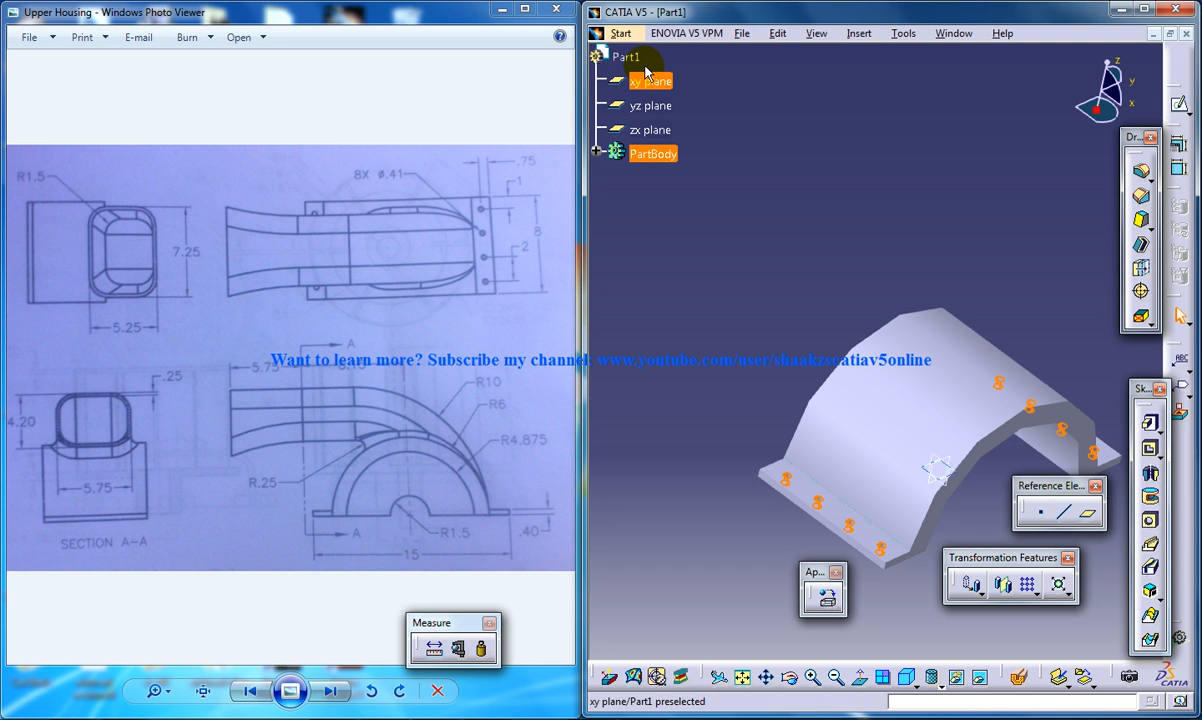 Upper Housing - Windows Photo Viewer
File Print E-mail Burn Open
R1.5
8X ø.41
.75
1
8
2
7.25
5.25
A
5.75
.25
R10
R6
R4.875
4.20
5.75
R.25
A
R1.5
.40
15
SECTION A-A
Want to learn more? Subscribe my channel: www.youtube.com/user/shaakzscatiav5online
Measure
CATIA V5 - [Part1]
Start ENOVIA V5 VPM File Edit View Insert Tools Window Help
Part1
xy plane
yz plane
zx plane
PartBody
z
y
x
Dr...
Sk...
Reference Ele...
Transformation Features
Ap...
ABC
CATIA
xy plane/Part1 preselected